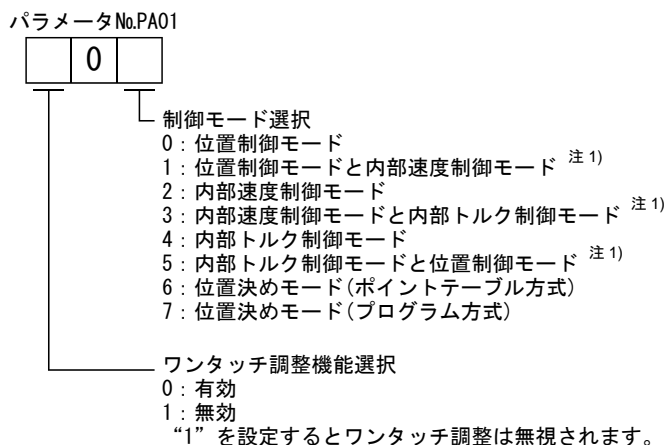 パラメータNo.PA01
0
制御モード選択
0：位置制御モード
1：位置制御モードと内部速度制御モード 注1)
2：内部速度制御モード
3：内部速度制御モードと内部トルク制御モード 注1)
4：内部トルク制御モード
5：内部トルク制御モードと位置制御モード 注1)
6：位置決めモード(ポイントテーブル方式)
7：位置決めモード(プログラム方式)
ワンタッチ調整機能選択
0：有効
1：無効
“1”を設定するとワンタッチ調整は無視されます。